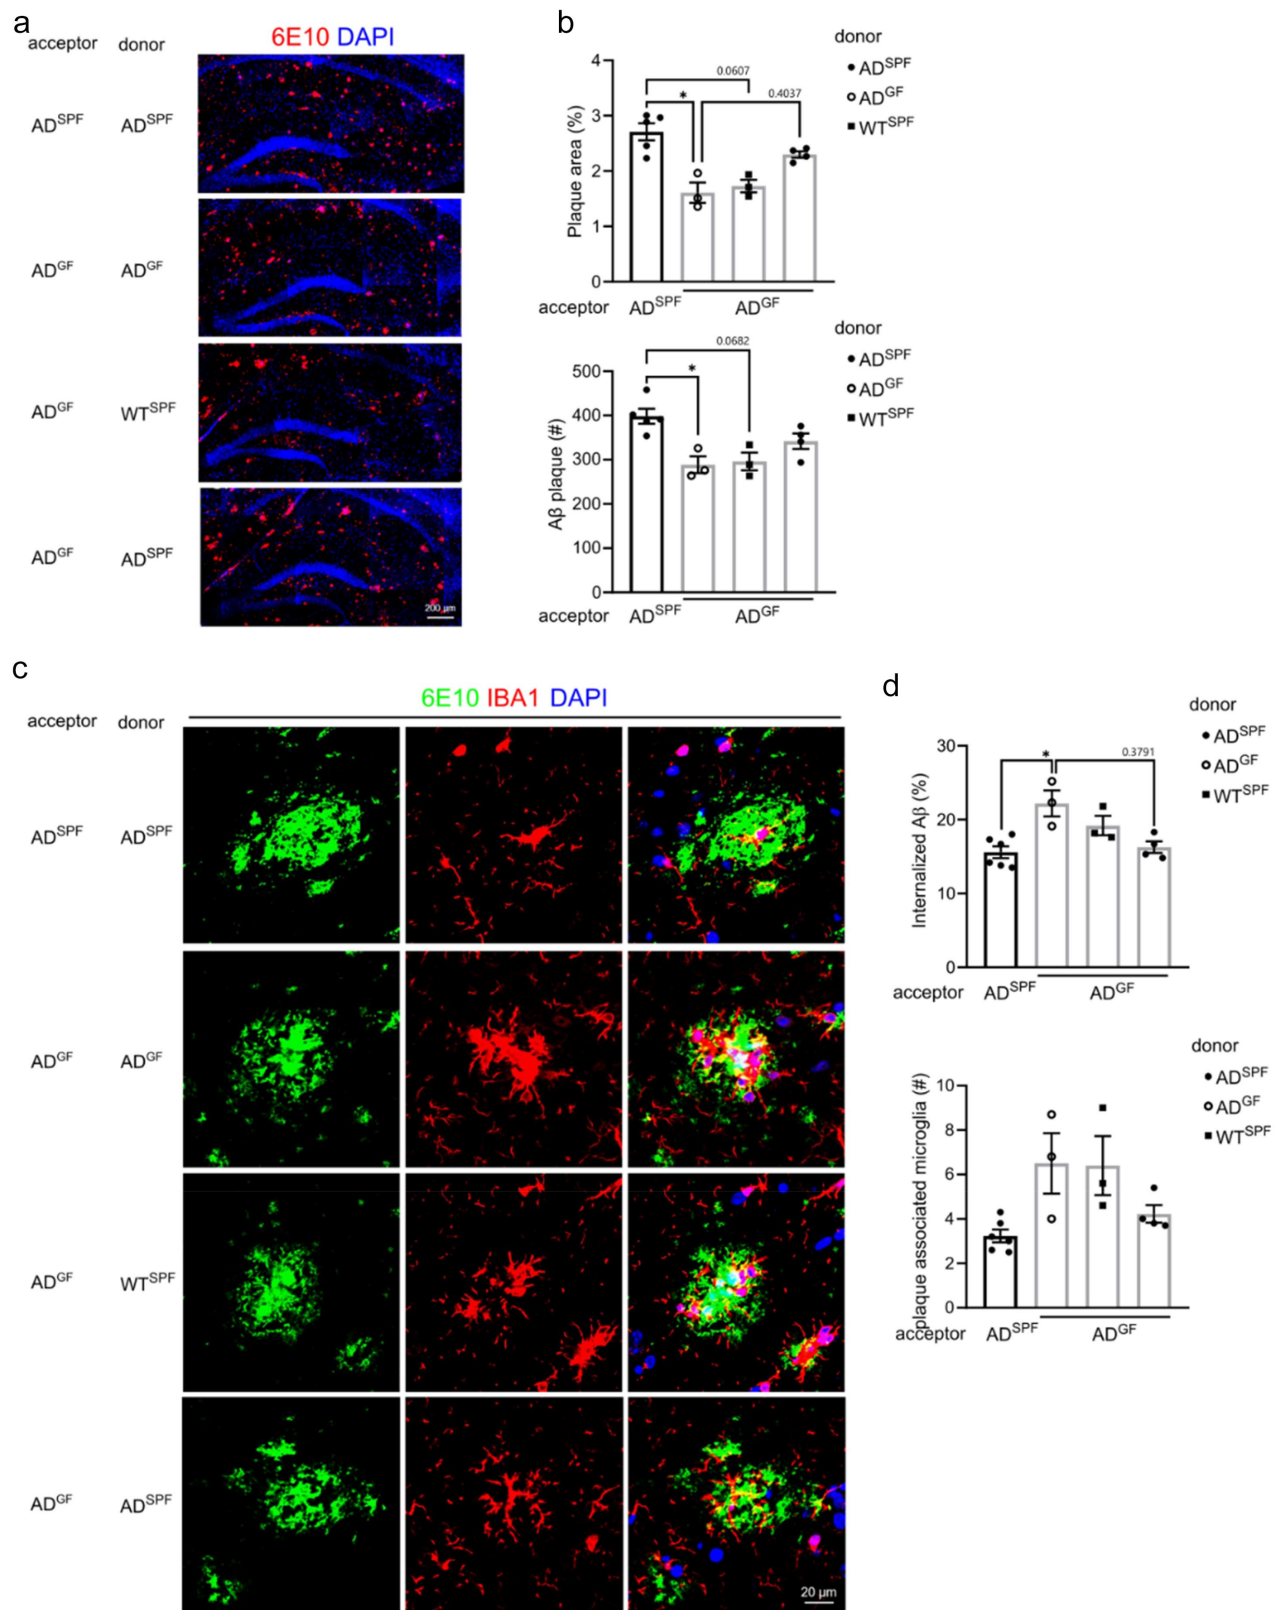 a
acceptor donor
6E10 DAPI
AD^SPF AD^SPF
AD^GF AD^GF
AD^GF WT^SPF
AD^GF AD^SPF
200 µm
b
donor
AD^SPF
AD^GF
WT^SPF
Plaque area (%)
4
3
2
1
0
0.0607
* 0.4037
acceptor AD^SPF AD^GF
donor
AD^SPF
AD^GF
WT^SPF
Aβ plaque (#)
500
400
300
200
100
0
0.0682
*
acceptor AD^SPF AD^GF
c
6E10 IBA1 DAPI
acceptor donor
AD^SPF AD^SPF
AD^GF AD^GF
AD^GF WT^SPF
AD^GF AD^SPF
20 µm
d
donor
AD^SPF
AD^GF
WT^SPF
Internalized Aβ (%)
30
20
10
0
* 0.3791
acceptor AD^SPF AD^GF
donor
AD^SPF
AD^GF
WT^SPF
plaque associated microglia (#)
10
8
6
4
2
0
acceptor AD^SPF AD^GF